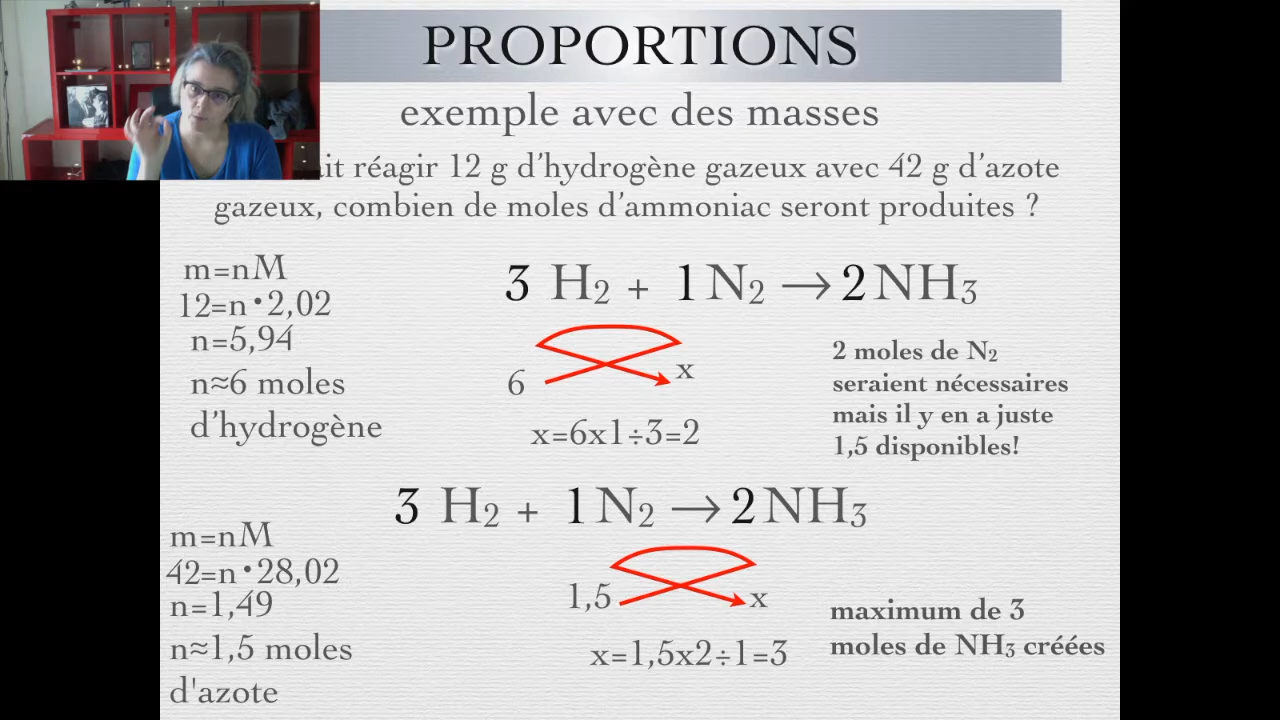 PROPORTIONS
exemple avec des masses
réagir 12 g d'hydrogène gazeux avec 42 g d'azote
gazeux, combien de moles d'ammoniac seront produites ?
m=nM
12=n•2,02
n=5,94
n≈6 moles
d'hydrogène
3 H₂ + 1 N₂ → 2 NH₃
6 x
x=6x1÷3=2
2 moles de N₂
seraient nécessaires
mais il y en a juste
1,5 disponibles!
3 H₂ + 1 N₂ → 2 NH₃
m=nM
42=n•28,02
n=1,49
n≈1,5 moles
d'azote
1,5 x
x=1,5x2÷1=3
maximum de 3
moles de NH₃ créées